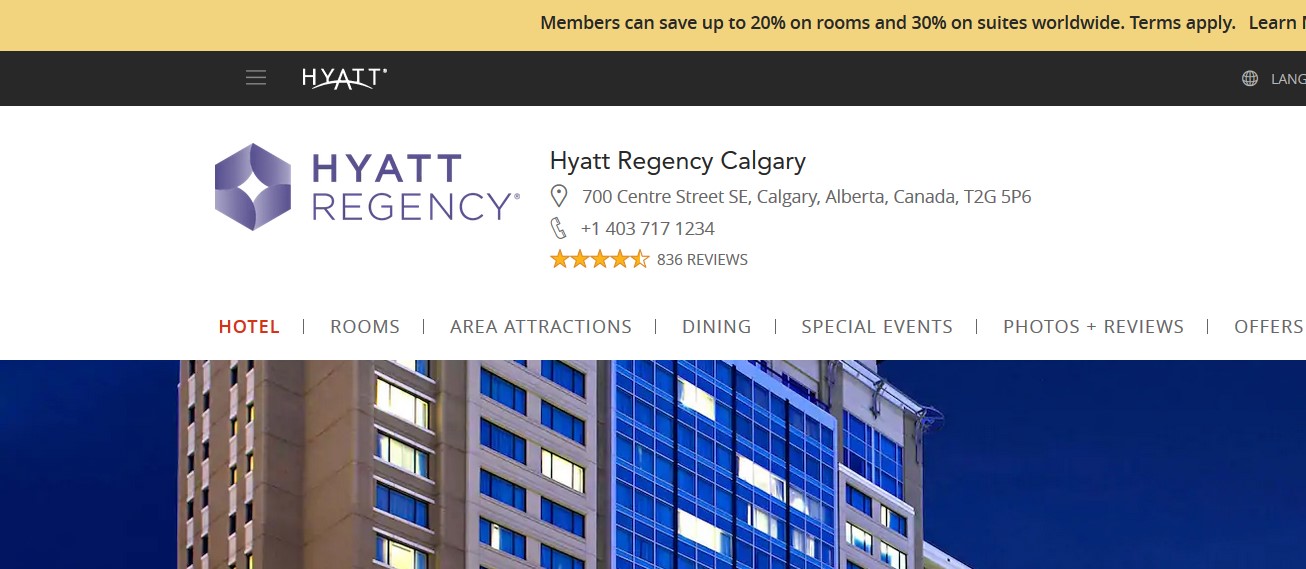 Members can save up to 20% on rooms and 30% on suites worldwide. Terms apply. Learn
HYATT®
LANG
HYATT
REGENCY®
Hyatt Regency Calgary
700 Centre Street SE, Calgary, Alberta, Canada, T2G 5P6
+1 403 717 1234
836 REVIEWS
HOTEL | ROOMS | AREA ATTRACTIONS | DINING | SPECIAL EVENTS | PHOTOS + REVIEWS | OFFERS